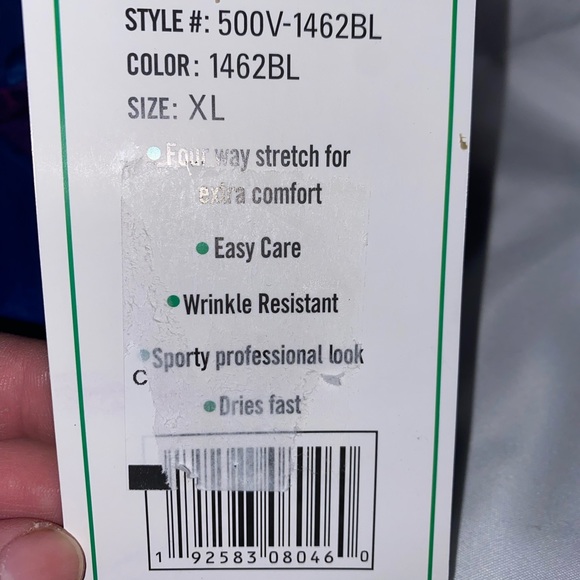 STYLE #: 500V-1462BL
COLOR: 1462BL
SIZE: XL
• Four way stretch for
extra comfort
• Easy Care
• Wrinkle Resistant
• Sporty professional look
C
• Dries fast
1 92583 08046 0